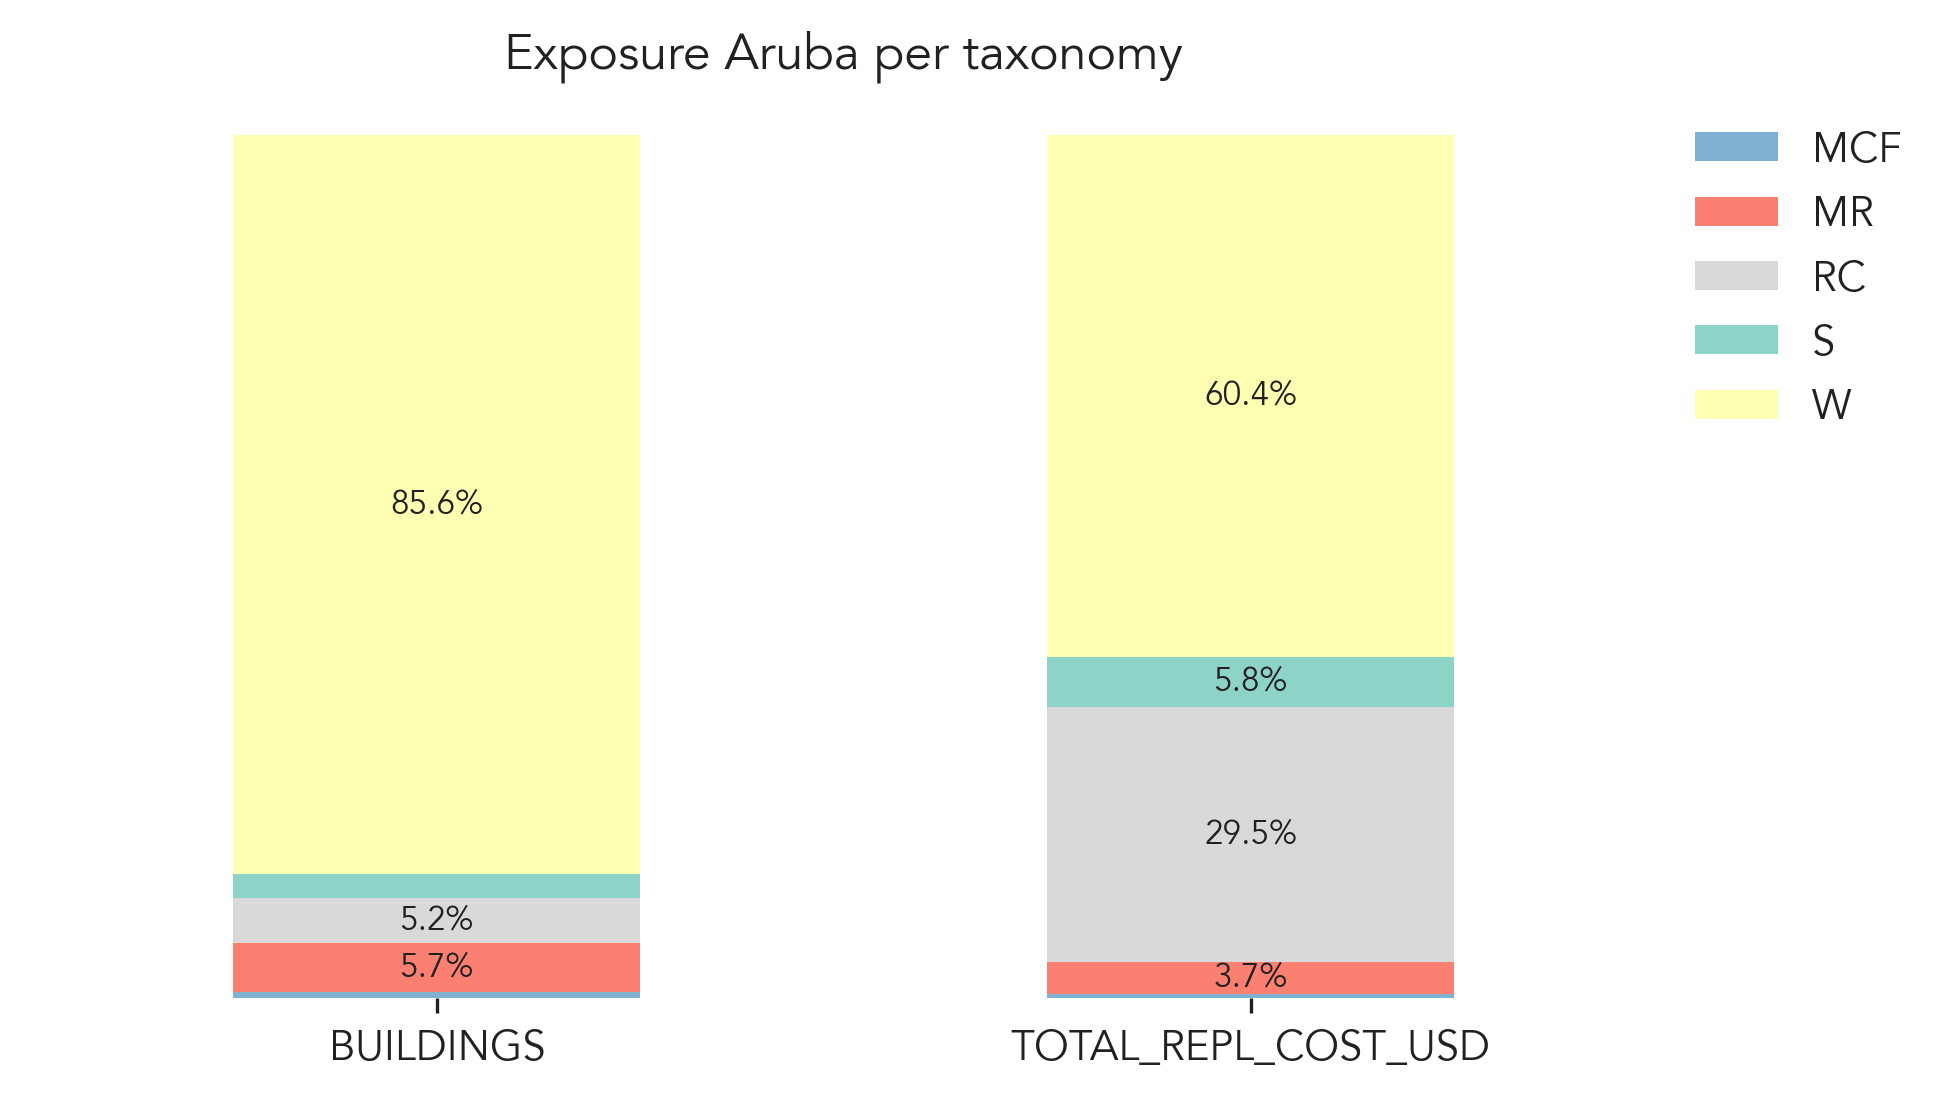 Exposure Aruba per taxonomy
85.6%
5.2%
5.7%
BUILDINGS
60.4%
5.8%
29.5%
3.7%
TOTAL_REPL_COST_USD
MCF
MR
RC
S
W